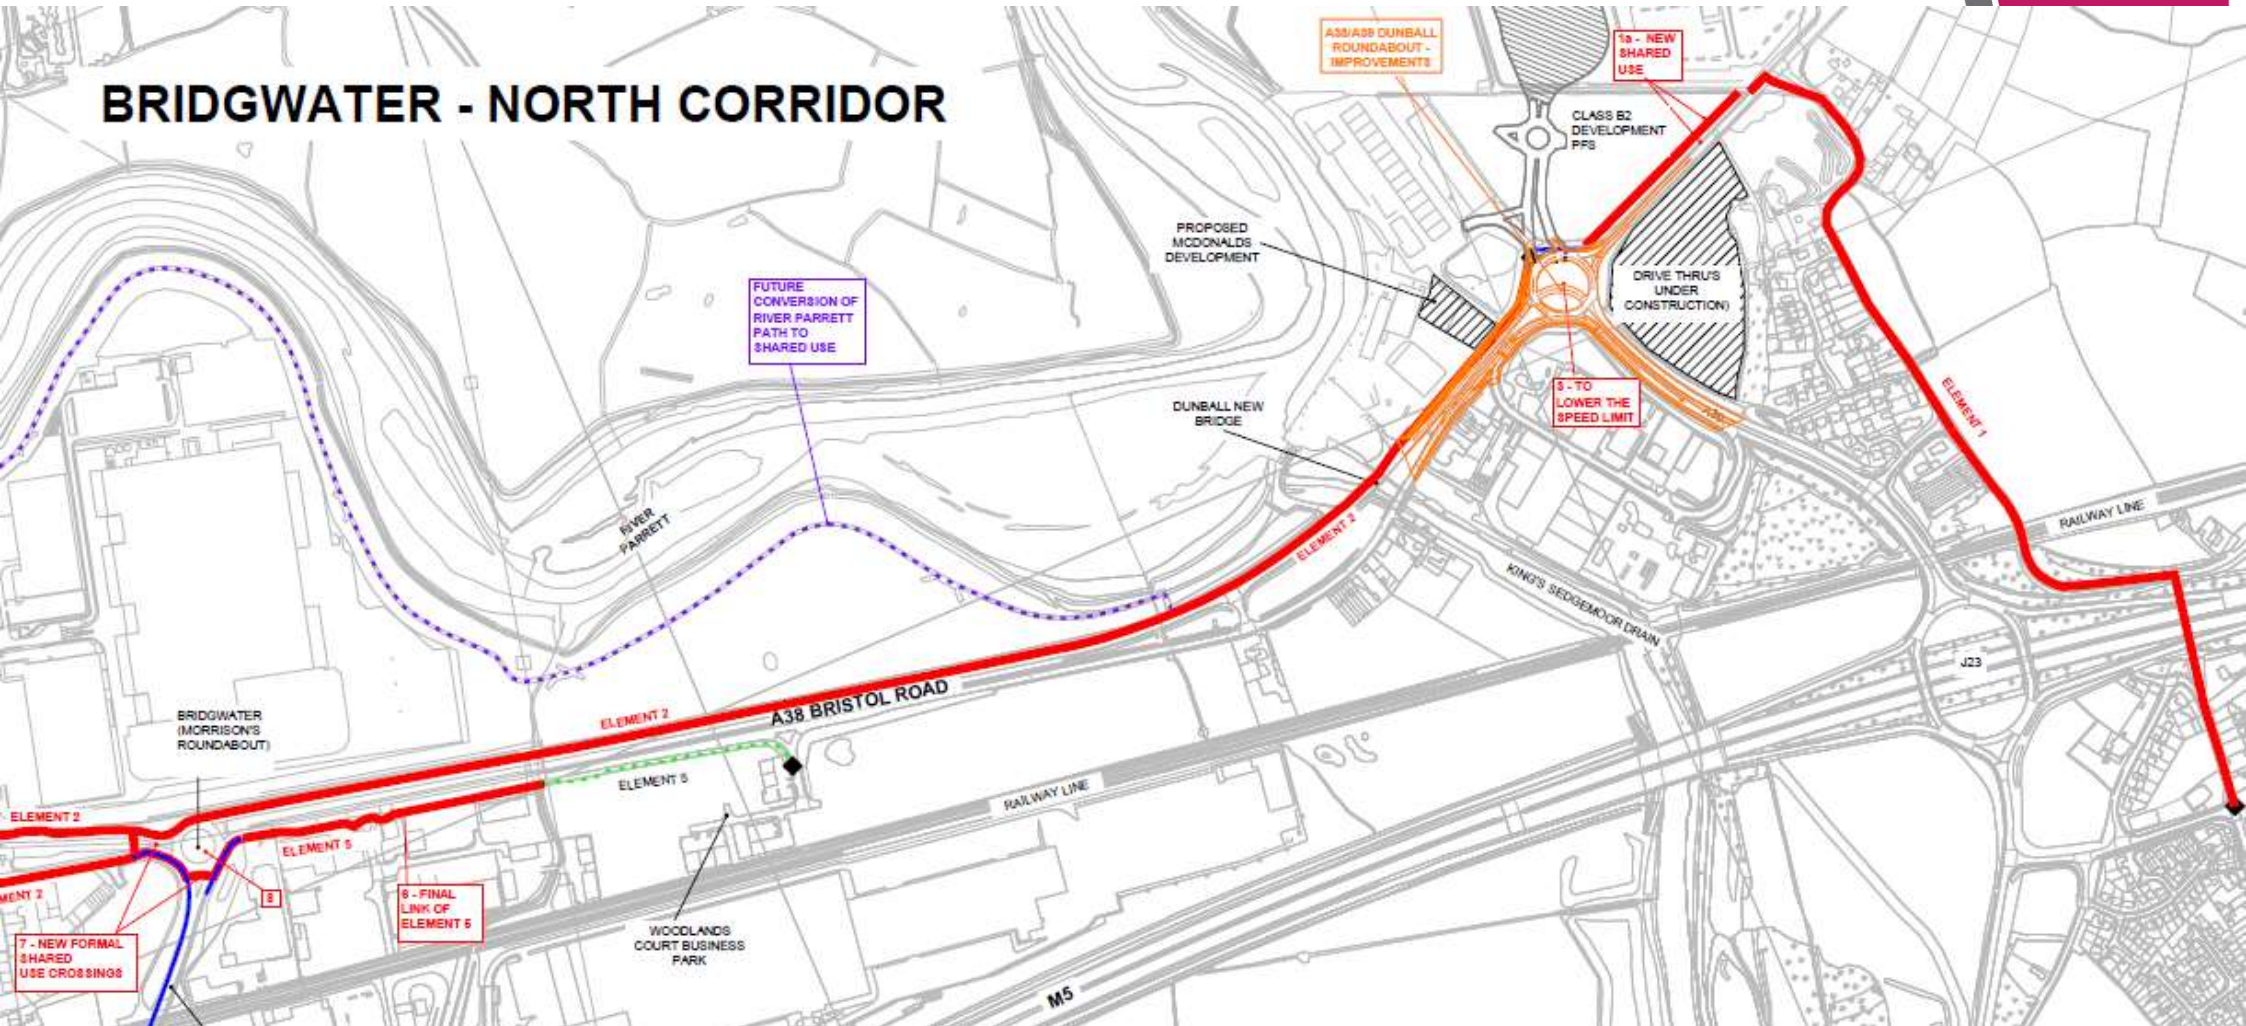 BRIDGWATER - NORTH CORRIDOR
A38/A39 DUNBALL
ROUNDABOUT -
IMPROVEMENTS
1a - NEW
SHARED
USE
CLASS B2
DEVELOPMENT
PFS
PROPOSED
MCDONALDS
DEVELOPMENT
DRIVE THRU'S
UNDER
CONSTRUCTION)
FUTURE
CONVERSION OF
RIVER PARRETT
PATH TO
SHARED USE
3 - TO
LOWER THE
SPEED LIMIT
ELEMENT 1
DUNBALL NEW
BRIDGE
RIVER
PARRETT
ELEMENT 2
RAILWAY LINE
KING'S SEDGEMOOR DRAIN
J23
BRIDGWATER
(MORRISON'S
ROUNDABOUT)
ELEMENT 2
A38 BRISTOL ROAD
ELEMENT 5
RAILWAY LINE
- ELEMENT 2
ELEMENT 5
MENT 2
8
6 - FINAL
LINK OF
ELEMENT 5
7 - NEW FORMAL
SHARED
USE CROSSINGS
WOODLANDS
COURT BUSINESS
PARK
M5